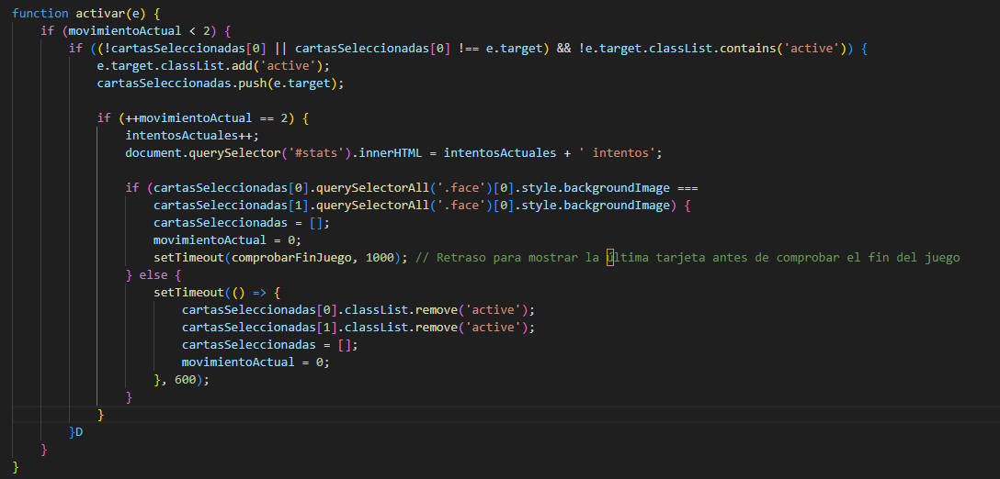 function activar(e) {
    if (movimientoActual < 2) {
        if ((!cartasSeleccionadas[0] || cartasSeleccionadas[0] !== e.target) && !e.target.classList.contains('active')) {
            e.target.classList.add('active');
            cartasSeleccionadas.push(e.target);

            if (++movimientoActual == 2) {
                intentosActuales++;
                document.querySelector('#stats').innerHTML = intentosActuales + ' intentos';

                if (cartasSeleccionadas[0].querySelectorAll('.face')[0].style.backgroundImage ===
                    cartasSeleccionadas[1].querySelectorAll('.face')[0].style.backgroundImage) {
                    cartasSeleccionadas = [];
                    movimientoActual = 0;
                    setTimeout(comprobarFinJuego, 1000); // Retraso para mostrar la última tarjeta antes de comprobar el fin del juego
                } else {
                    setTimeout(() => {
                        cartasSeleccionadas[0].classList.remove('active');
                        cartasSeleccionadas[1].classList.remove('active');
                        cartasSeleccionadas = [];
                        movimientoActual = 0;
                    }, 600);
                }
            }
        }D
    }
}